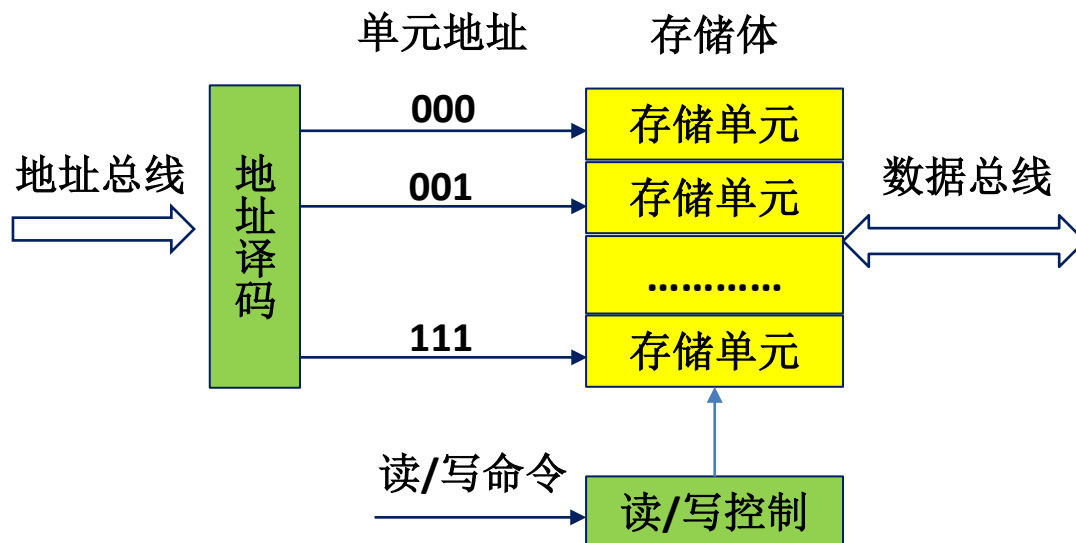 单元地址
存储体
地址总线
地址译码
000
001
111
存储单元
存储单元
…………
存储单元
数据总线
读/写命令
读/写控制